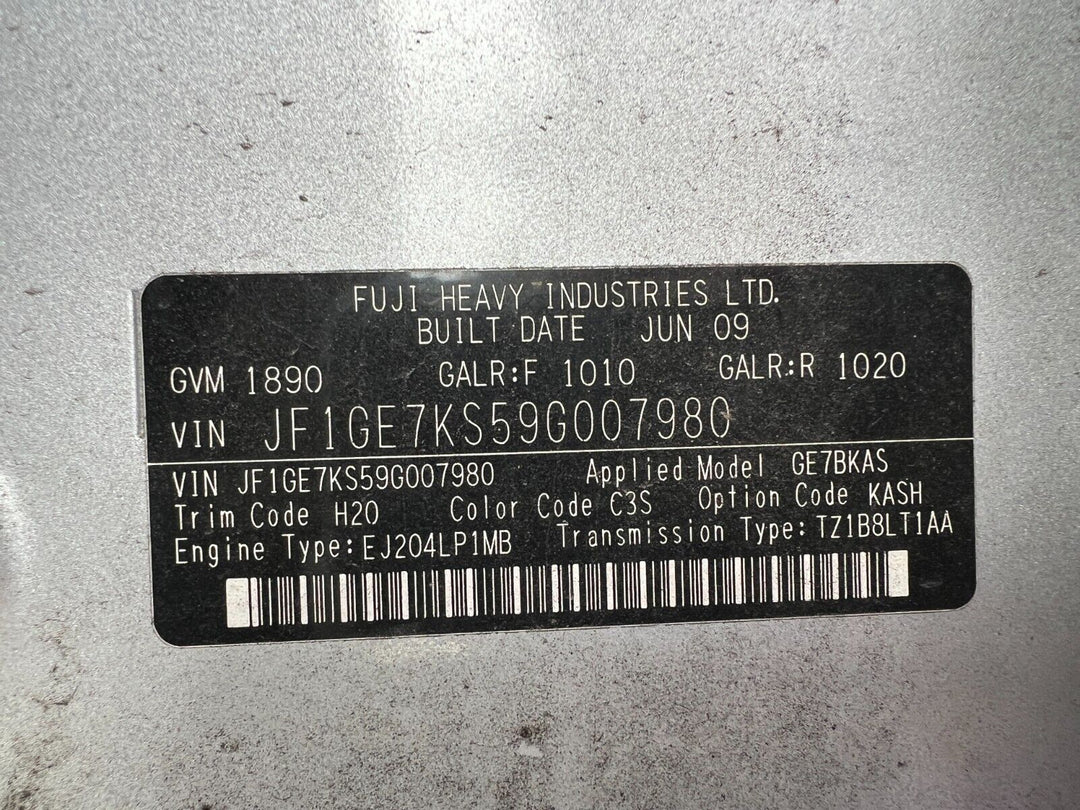 FUJI HEAVY INDUSTRIES LTD.
BUILT DATE JUN 09
GVM 1890 GALR:F 1010 GALR:R 1020
VIN JF1GE7KS59G007980
VIN JF1GE7KS59G007980 Applied Model GE7BKAS
Trim Code H20 Color Code C3S Option Code KASH
Engine Type:EJ204LP1MB Transmission Type:TZ1B8LT1AA